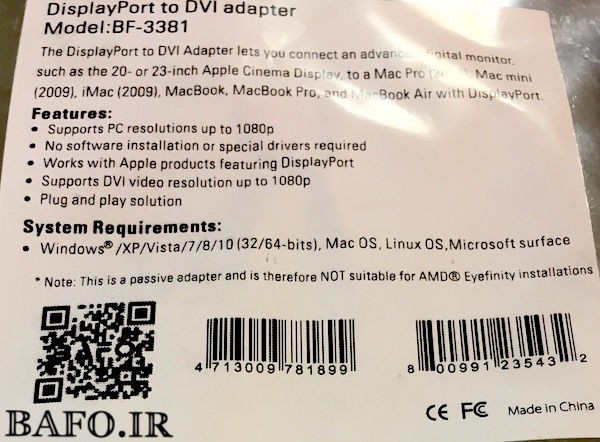 DisplayPort to DVI adapter
Model:BF-3381
The DisplayPort to DVI Adapter lets you connect an advanc digital monitor,
such as the 20- or 23-inch Apple Cinema Display, to a Mac Pro Mac mini
(2009), iMac (2009), MacBook, MacBook Pro, and MacBook Air with DisplayPort.
Features:
• Supports PC resolutions up to 1080p
• No software installation or special drivers required
• Works with Apple products featuring DisplayPort
• Supports DVI video resolution up to 1080p
• Plug and play solution
System Requirements:
• Windows®/XP/Vista/7/8/10 (32/64-bits), Mac OS, Linux OS,Microsoft surface
* Note: This is a passive adapter and is therefore NOT suitable for AMD® Eyefinity installations
4 713009 781899
8 00991 23543 2
CE FC Made in China
BAFO.IR